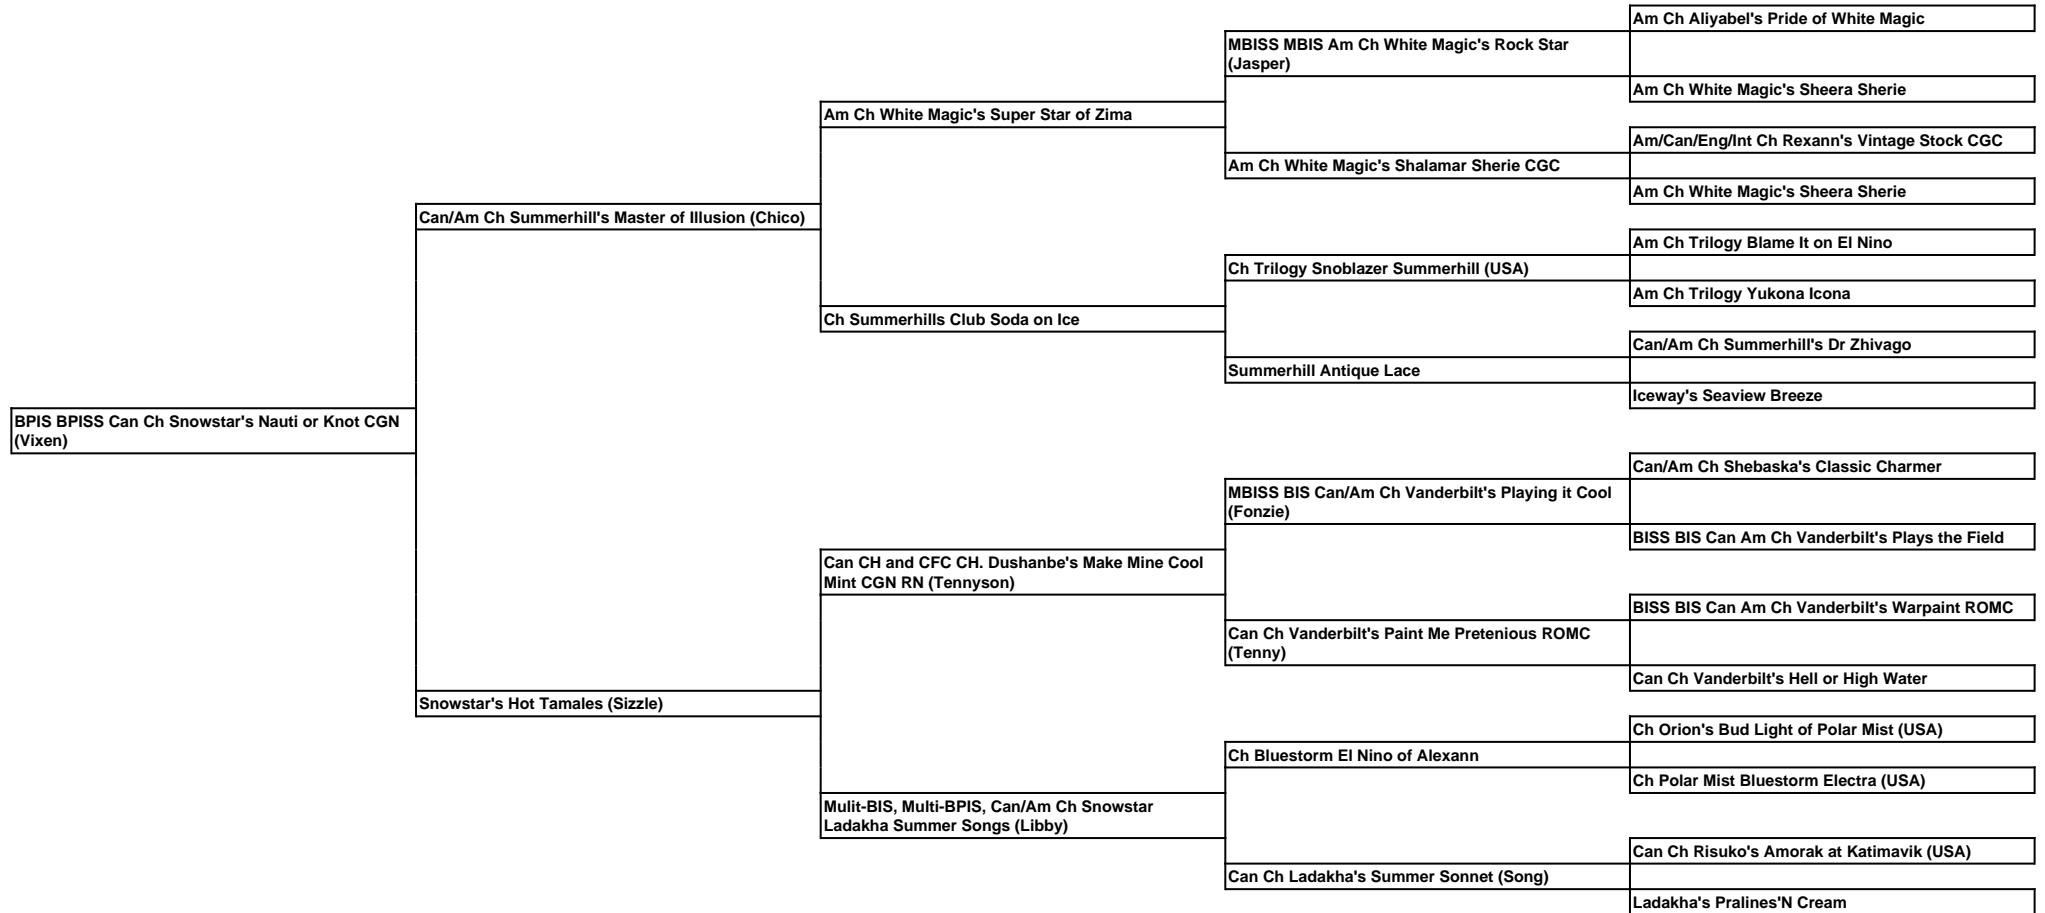 Am Ch Aliyabel's Pride of White Magic
MBISS MBIS Am Ch White Magic's Rock Star
(Jasper)
Am Ch White Magic's Sheera Sherie
Am Ch White Magic's Super Star of Zima
Am/Can/Eng/Int Ch Rexann's Vintage Stock CGC
Am Ch White Magic's Shalamar Sherie CGC
Am Ch White Magic's Sheera Sherie
Can/Am Ch Summerhill's Master of Illusion (Chico)
Am Ch Trilogy Blame It on El Nino
Ch Trilogy Snoblazer Summerhill (USA)
Am Ch Trilogy Yukona Icona
Ch Summerhills Club Soda on Ice
Can/Am Ch Summerhill's Dr Zhivago
Summerhill Antique Lace
Iceway's Seaview Breeze
BPIS BPISS Can Ch Snowstar's Nauti or Knot CGN
(Vixen)
Can/Am Ch Shebaska's Classic Charmer
MBISS BIS Can/Am Ch Vanderbilt's Playing it Cool
(Fonzie)
BISS BIS Can Am Ch Vanderbilt's Plays the Field
Can CH and CFC CH. Dushanbe's Make Mine Cool
Mint CGN RN (Tennyson)
BISS BIS Can Am Ch Vanderbilt's Warpaint ROMC
Can Ch Vanderbilt's Paint Me Pretenious ROMC
(Tenny)
Can Ch Vanderbilt's Hell or High Water
Snowstar's Hot Tamales (Sizzle)
Ch Orion's Bud Light of Polar Mist (USA)
Ch Bluestorm El Nino of Alexann
Ch Polar Mist Bluestorm Electra (USA)
Mulit-BIS, Multi-BPIS, Can/Am Ch Snowstar
Ladakha Summer Songs (Libby)
Can Ch Risuko's Amorak at Katimavik (USA)
Can Ch Ladakha's Summer Sonnet (Song)
Ladakha's Pralines'N Cream